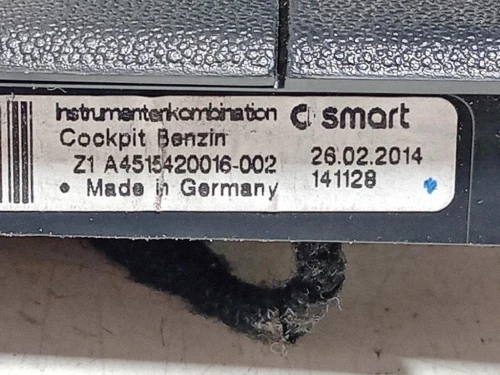 Instrumentenkombination smart
Cockpit Benzin
Z1 A4515420016-002 26.02.2014
• Made in Germany 141128